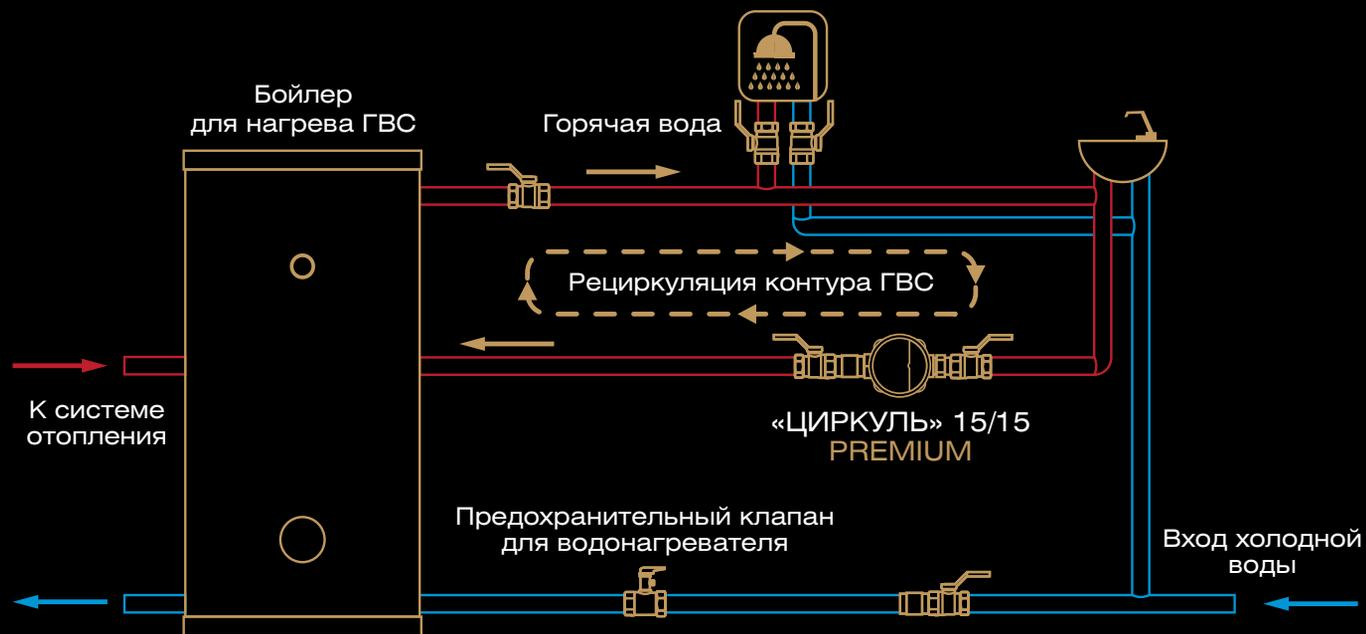 Бойлер
для нагрева ГВС
Горячая вода
Рециркуляция контура ГВС
К системе
отопления
«ЦИРКУЛЬ» 15/15
PREMIUM
Предохранительный клапан
для водонагревателя
Вход холодной
воды